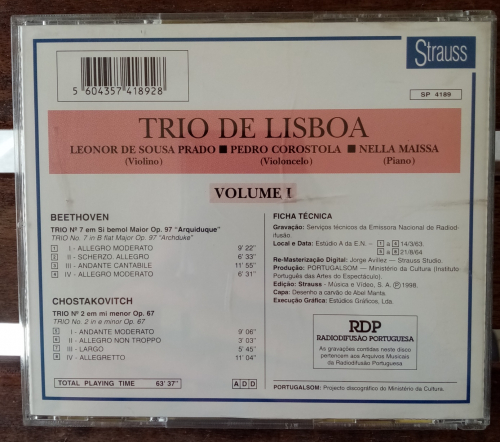 Strauss
5 604357 418928
SP 4189
TRIO DE LISBOA
LEONOR DE SOUSA PRADO ■ PEDRO COROSTOLA ■ NELLA MAISSA
(Violino) (Violoncelo) (Piano)
VOLUME I
BEETHOVEN
TRIO Nº 7 em Si bemol Maior Op. 97 "Arquiduque"
TRIO No. 7 in B flat Major Op. 97 "Archduke"
1 I - ALLEGRO MODERATO 9' 22"
2 II - SCHERZO. ALLEGRO 6' 33"
3 III - ANDANTE CANTABILE 11' 55"
4 IV - ALLEGRO MODERATO 6' 31"
CHOSTAKOVITCH
TRIO Nº 2 em mi menor Op. 67
TRIO No. 2 in e minor Op. 67
5 I - ANDANTE MODERATO 9' 06"
6 II - ALLEGRO NON TROPPO 3' 03"
7 III - LARGO 5' 45"
8 IV - ALLEGRETTO 11' 04"
TOTAL PLAYING TIME 63' 37" ADD
FICHA TÉCNICA
Gravação: Serviços técnicos da Emissora Nacional de Radiod-
ifusão.
Local e Data: Estúdio A da E.N. - 1 a 4 14/3/63.
5 a 8 21/8/64
Re-Masterização Digital: Jorge Avillez — Strauss Studio.
Produção: PORTUGALSOM — Ministério da Cultura (Instituto
Português das Artes do Espectáculo).
Edição: Strauss - Música e Vídeo, S. A. ℗ 1998.
Capa: Desenho a carvão de Abel Manta.
Execução Gráfica: Estúdios Gráficos, Lda.
RDP
RADIODIFUSÃO PORTUGUESA
As gravações contidas neste disco
pertencem aos Arquivos Musicais
da Radiodifusão Portuguesa
PORTUGALSOM: Projecto discográfico do Ministério da Cultura.